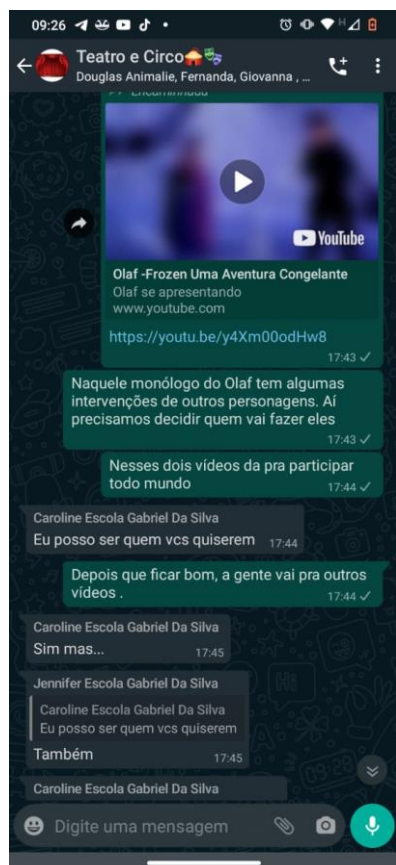 09:26
Teatro e Circo🎪🎭
Douglas Animalie, Fernanda, Giovanna , ...
Encaminhada
YouTube
Olaf -Frozen Uma Aventura Congelante
Olaf se apresentando
www.youtube.com
https://youtu.be/y4Xm00odHw8
17:43
Naquele monólogo do Olaf tem algumas
intervenções de outros personagens. Aí
precisamos decidir quem vai fazer eles
17:43
Nesses dois vídeos da pra participar
todo mundo
17:44
Caroline Escola Gabriel Da Silva
Eu posso ser quem vcs quiserem 17:44
Depois que ficar bom, a gente vai pra outros
vídeos .
17:44
Caroline Escola Gabriel Da Silva
Sim mas...
17:45
Jennifer Escola Gabriel Da Silva
Caroline Escola Gabriel Da Silva
Eu posso ser quem vcs quiserem
Também
17:45
Caroline Escola Gabriel Da Silva
Digite uma mensagem